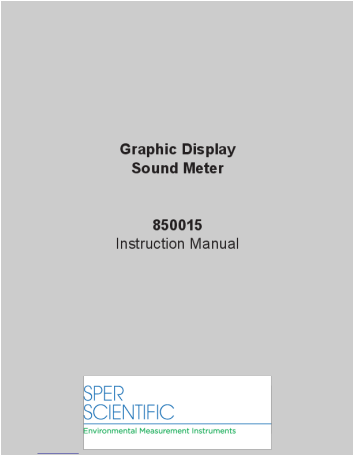 Graphic Display
Sound Meter
850015
Instruction Manual
SPER
SCIENTIFIC
Environmental Measurement Instruments